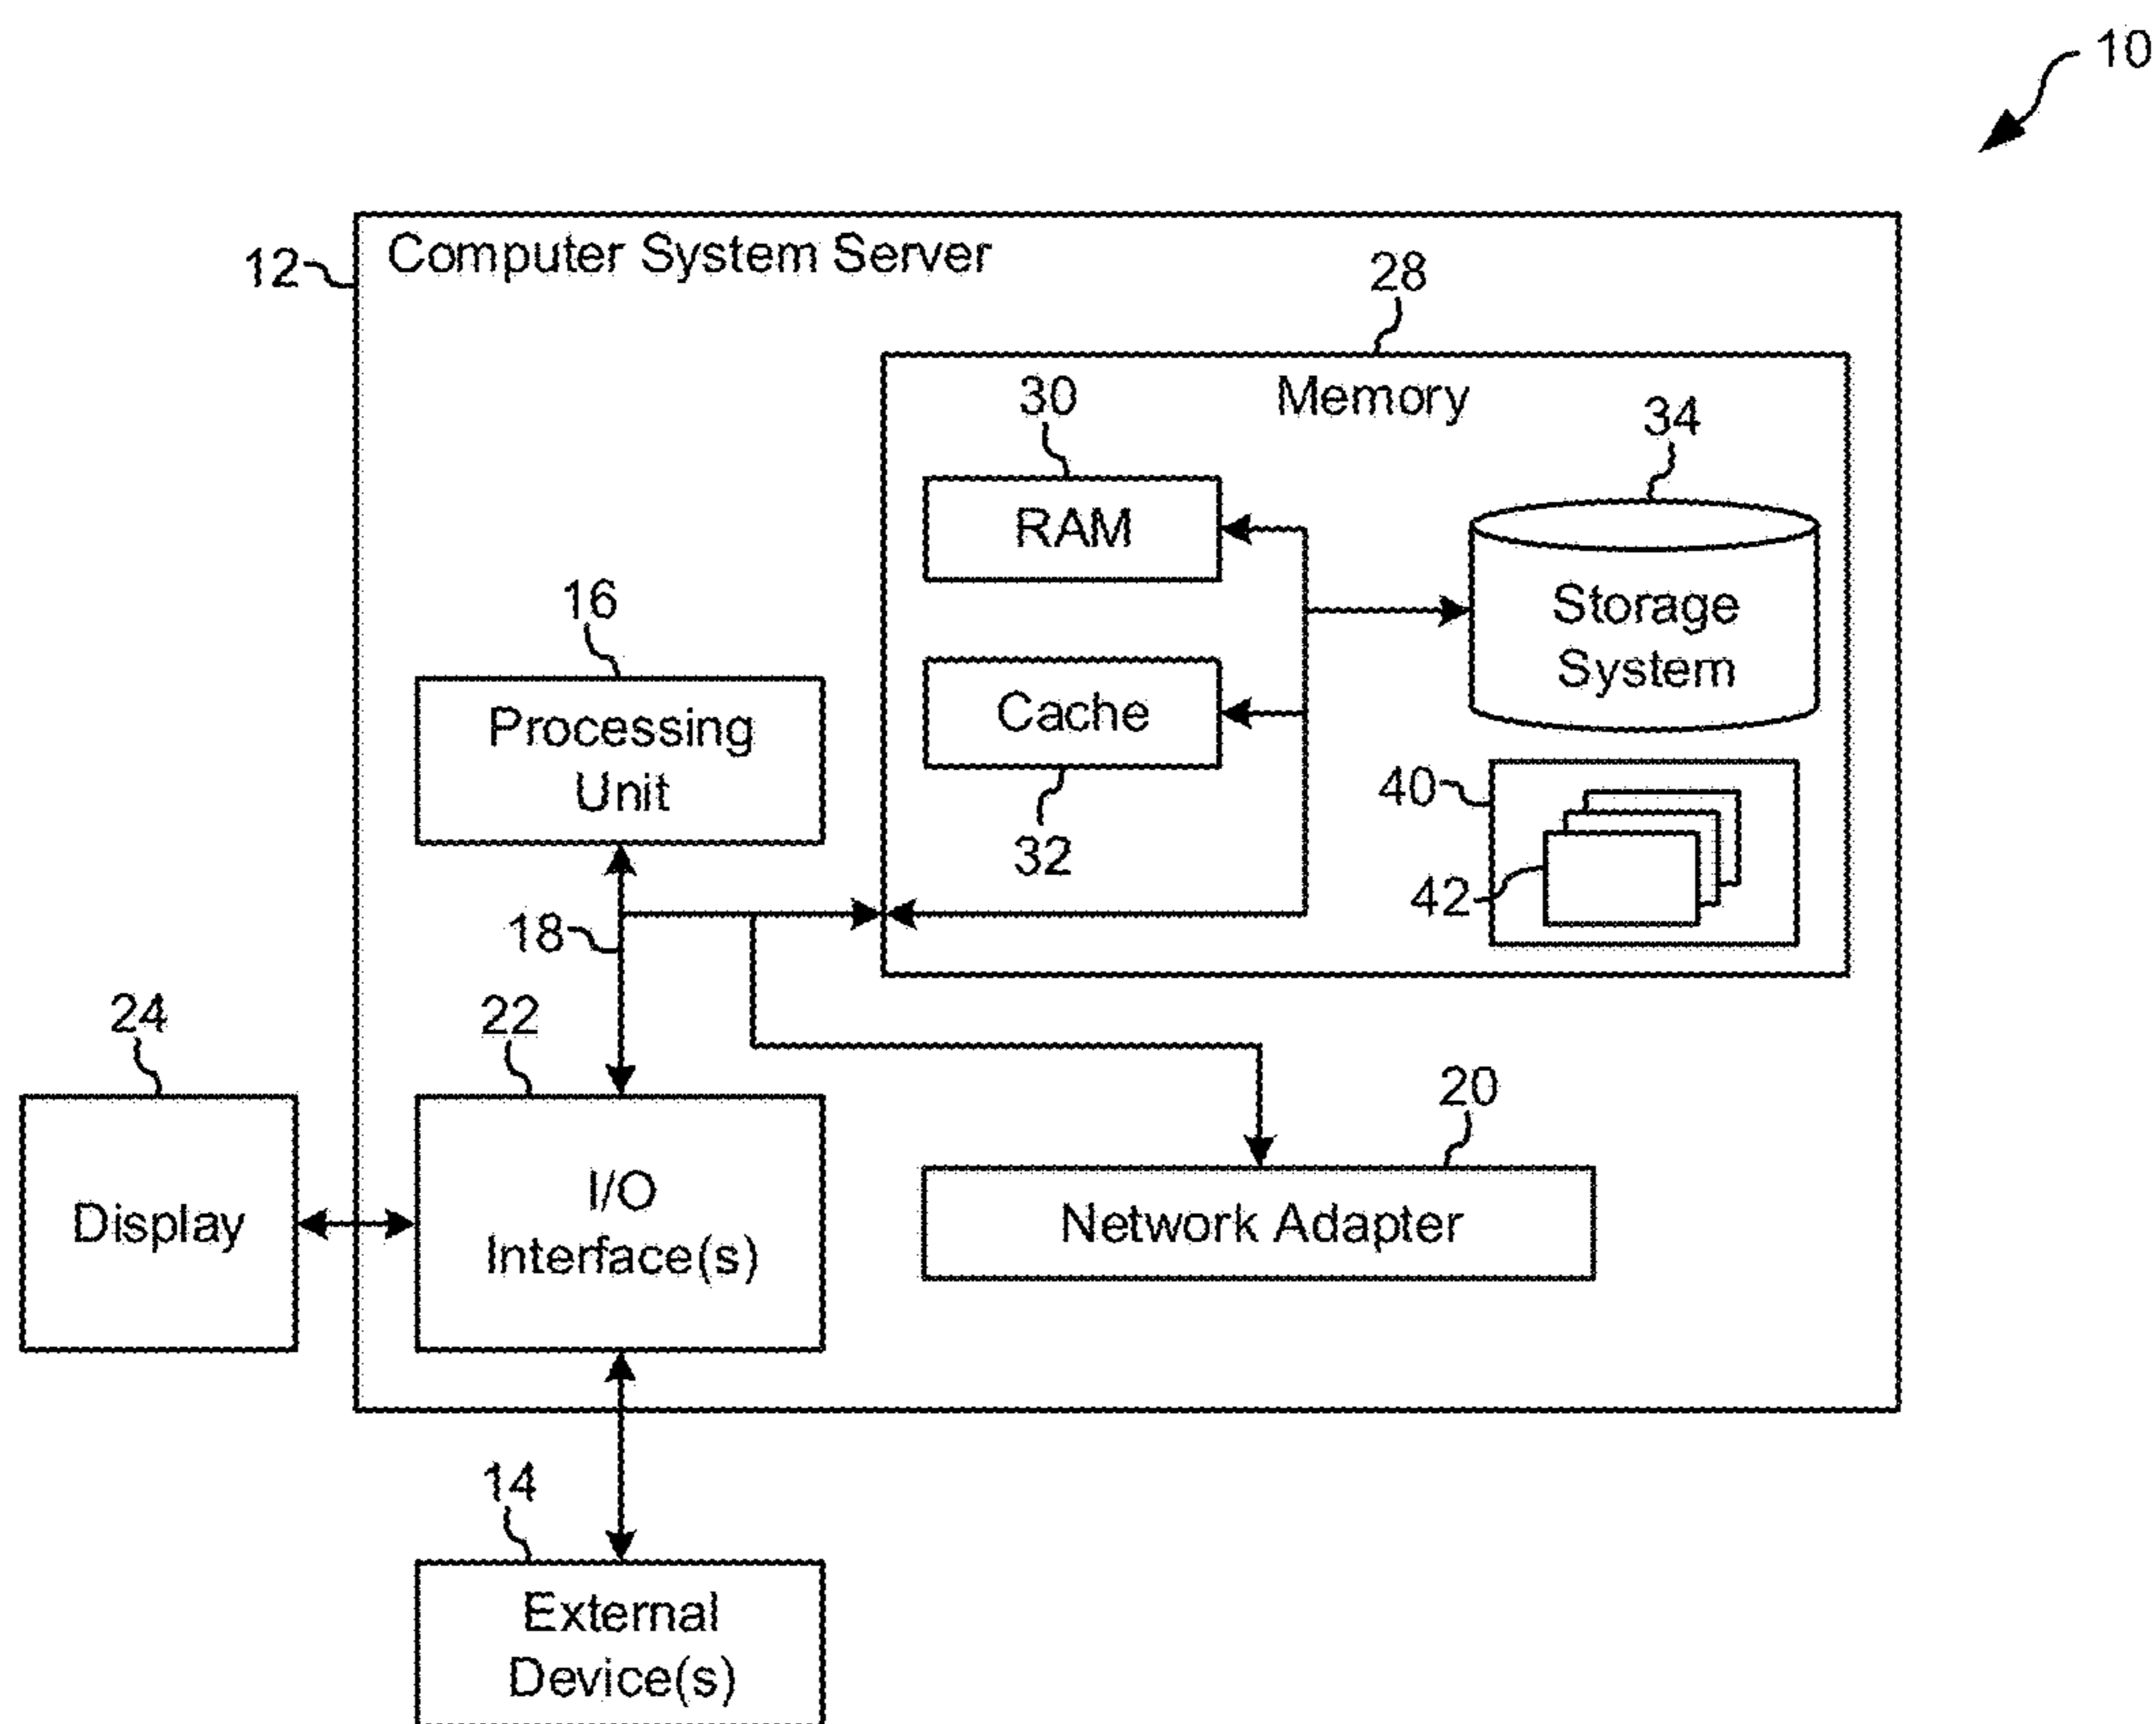 10
12
Computer System Server
28
Memory
30
RAM
34
Storage
System
16
Processing
Unit
Cache
32
40
42
18
24
Display
22
I/O
Interface(s)
20
Network Adapter
14
External
Device(s)